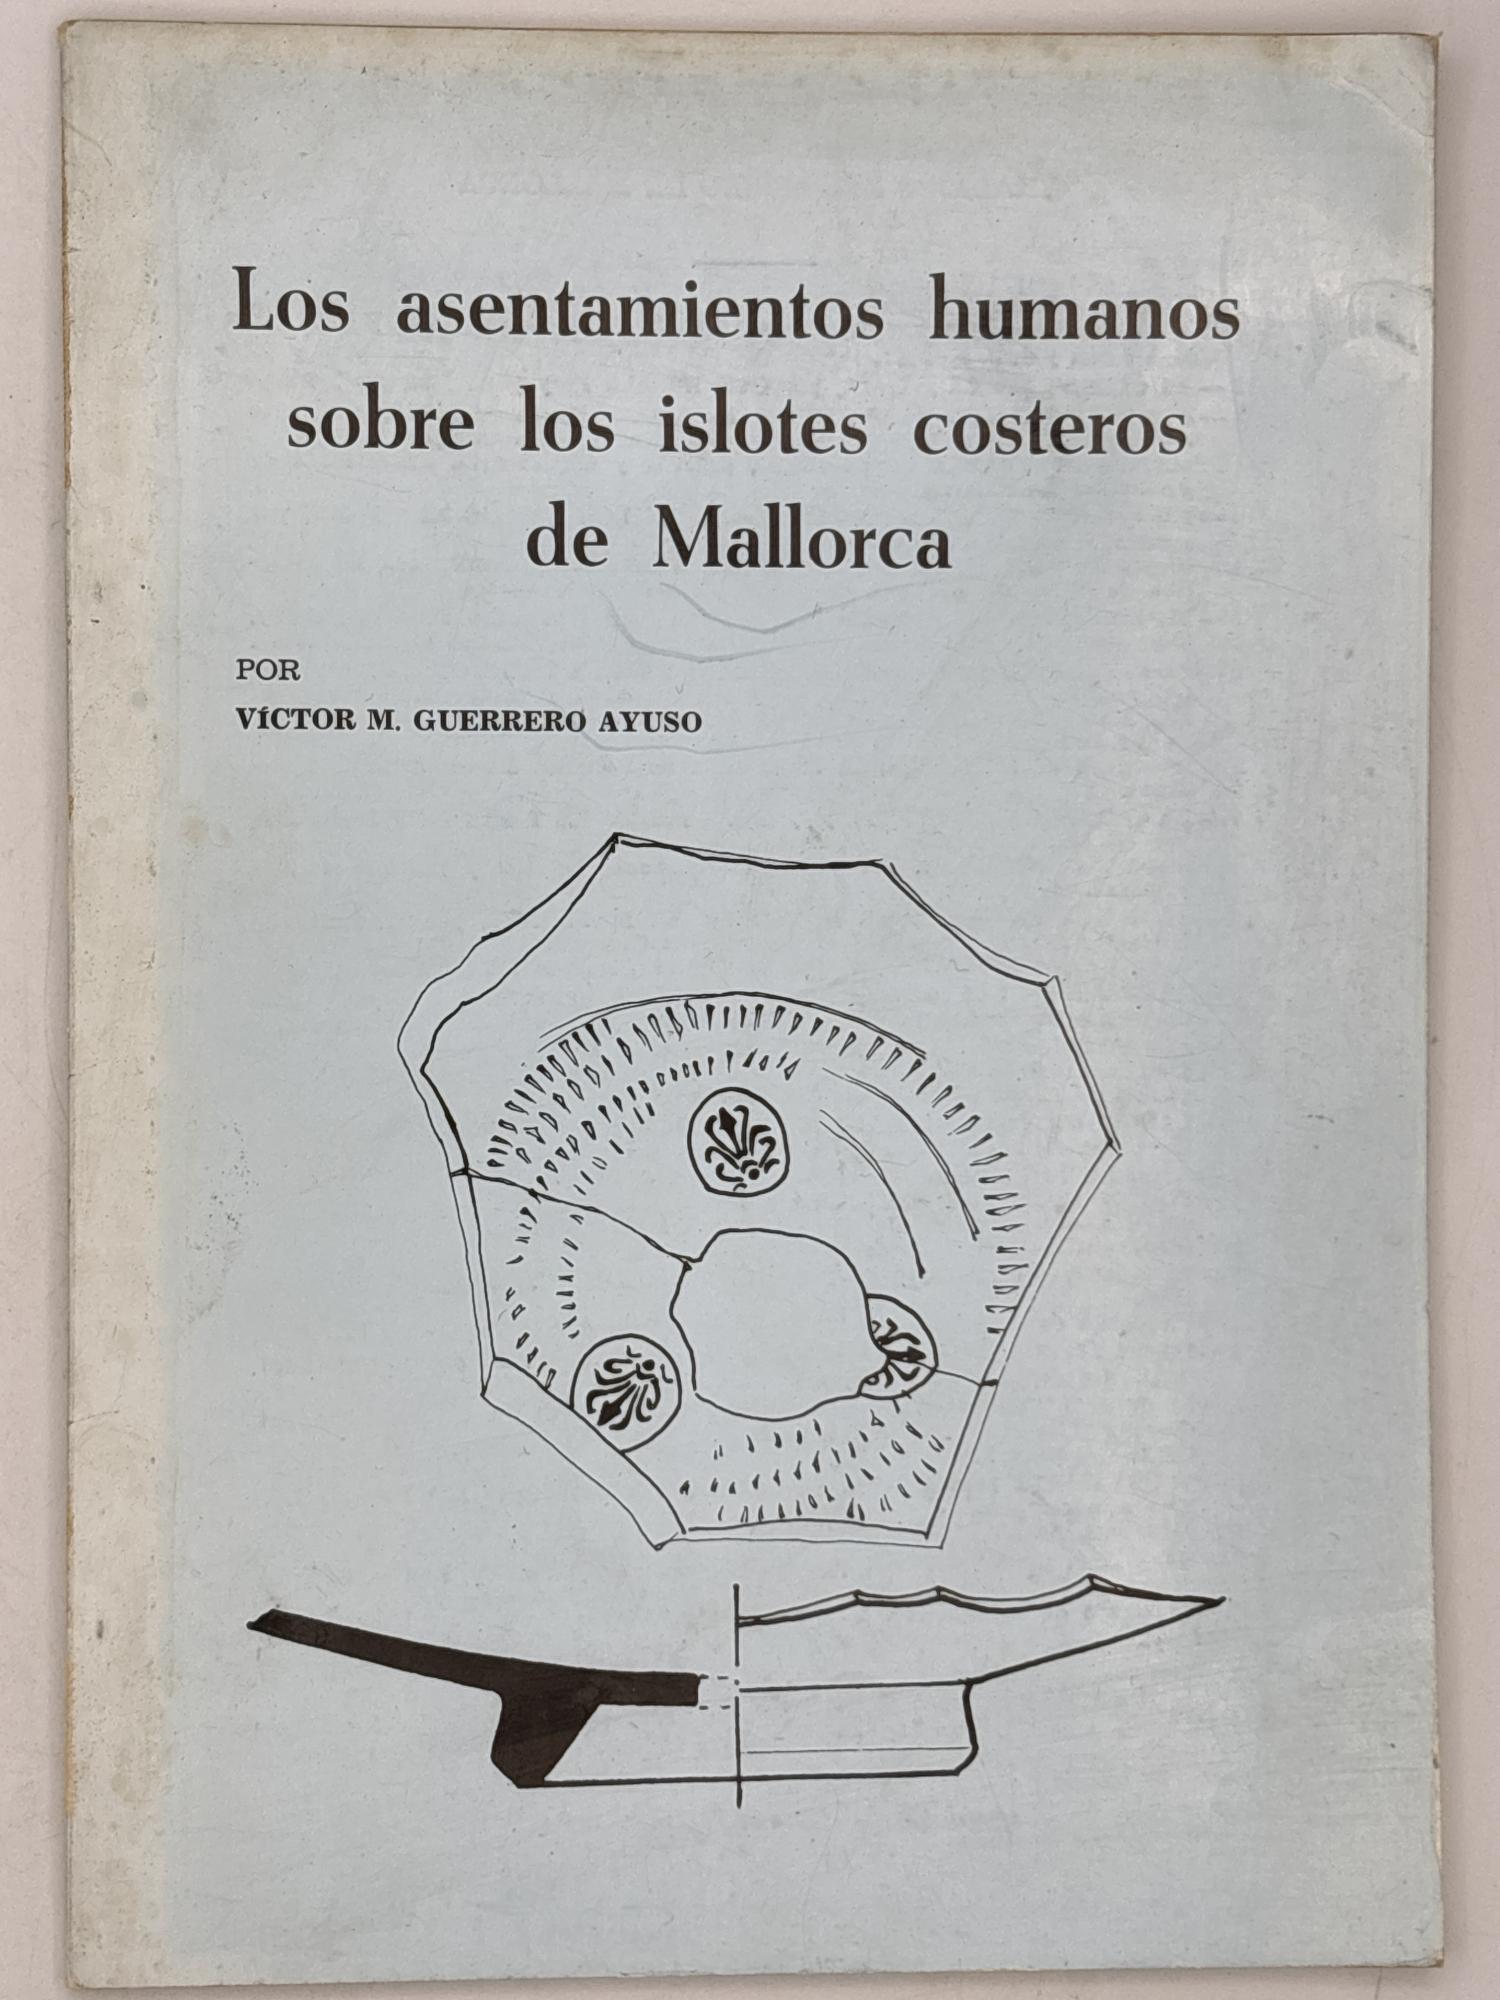 Los asentamientos humanos
sobre los islotes costeros
de Mallorca
POR
VíCTOR M. GUERRERO AYUSO